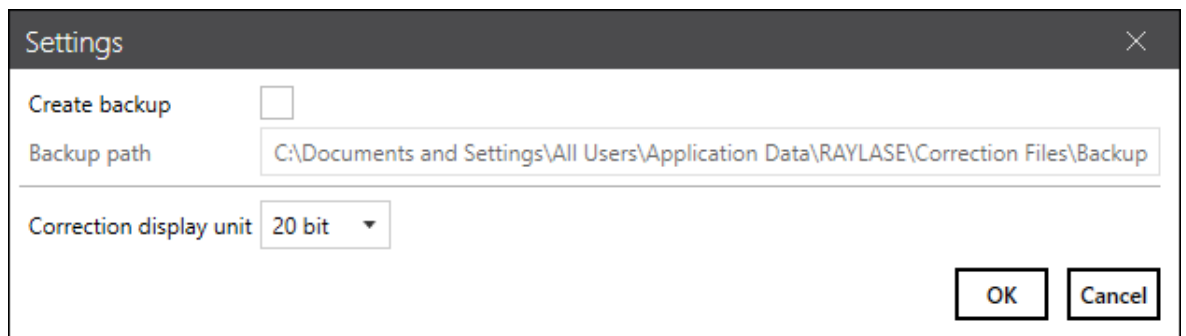 Settings
Create backup
Backup path C:\Documents and Settings\All Users\Application Data\RAYLASE\Correction Files\Backup
Correction display unit 20 bit
OK Cancel